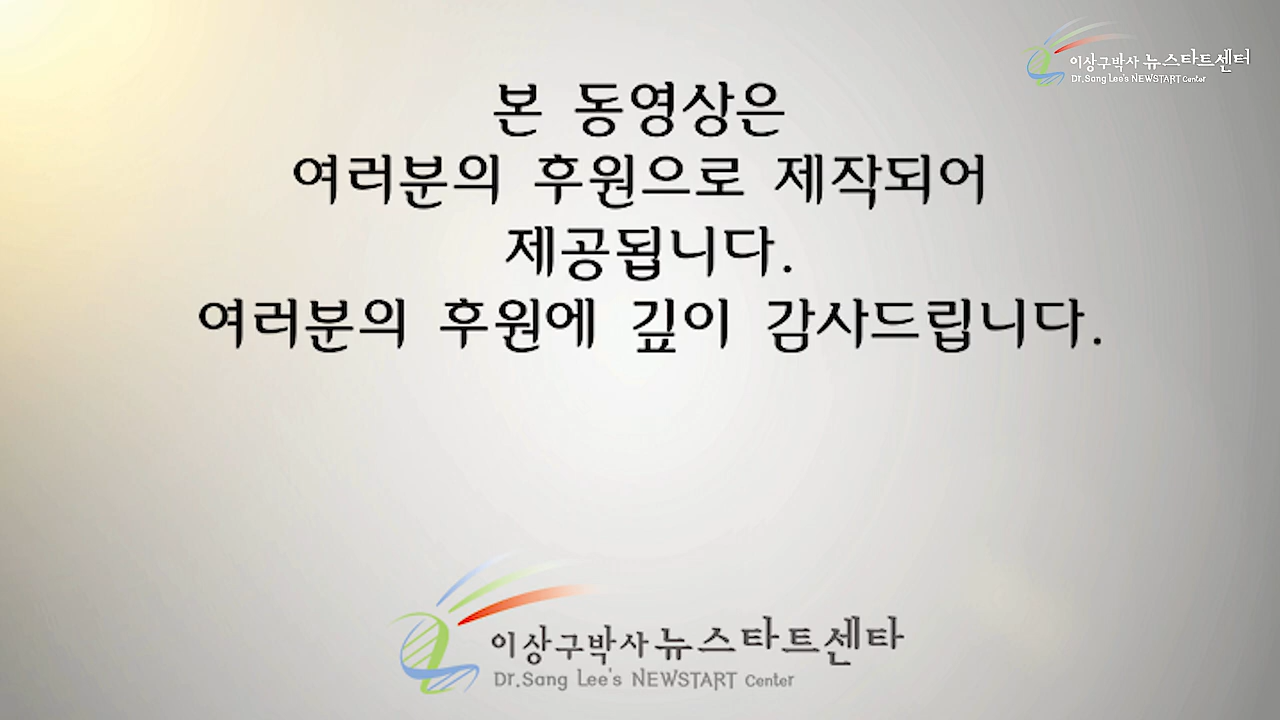 이상구박사 뉴스타트센터
Dr.Sang Lee's NEWSTART Center
본 동영상은
여러분의 후원으로 제작되어
제공됩니다.
여러분의 후원에 깊이 감사드립니다.
이상구박사 뉴스타트센타
Dr.Sang Lee's NEWSTART Center